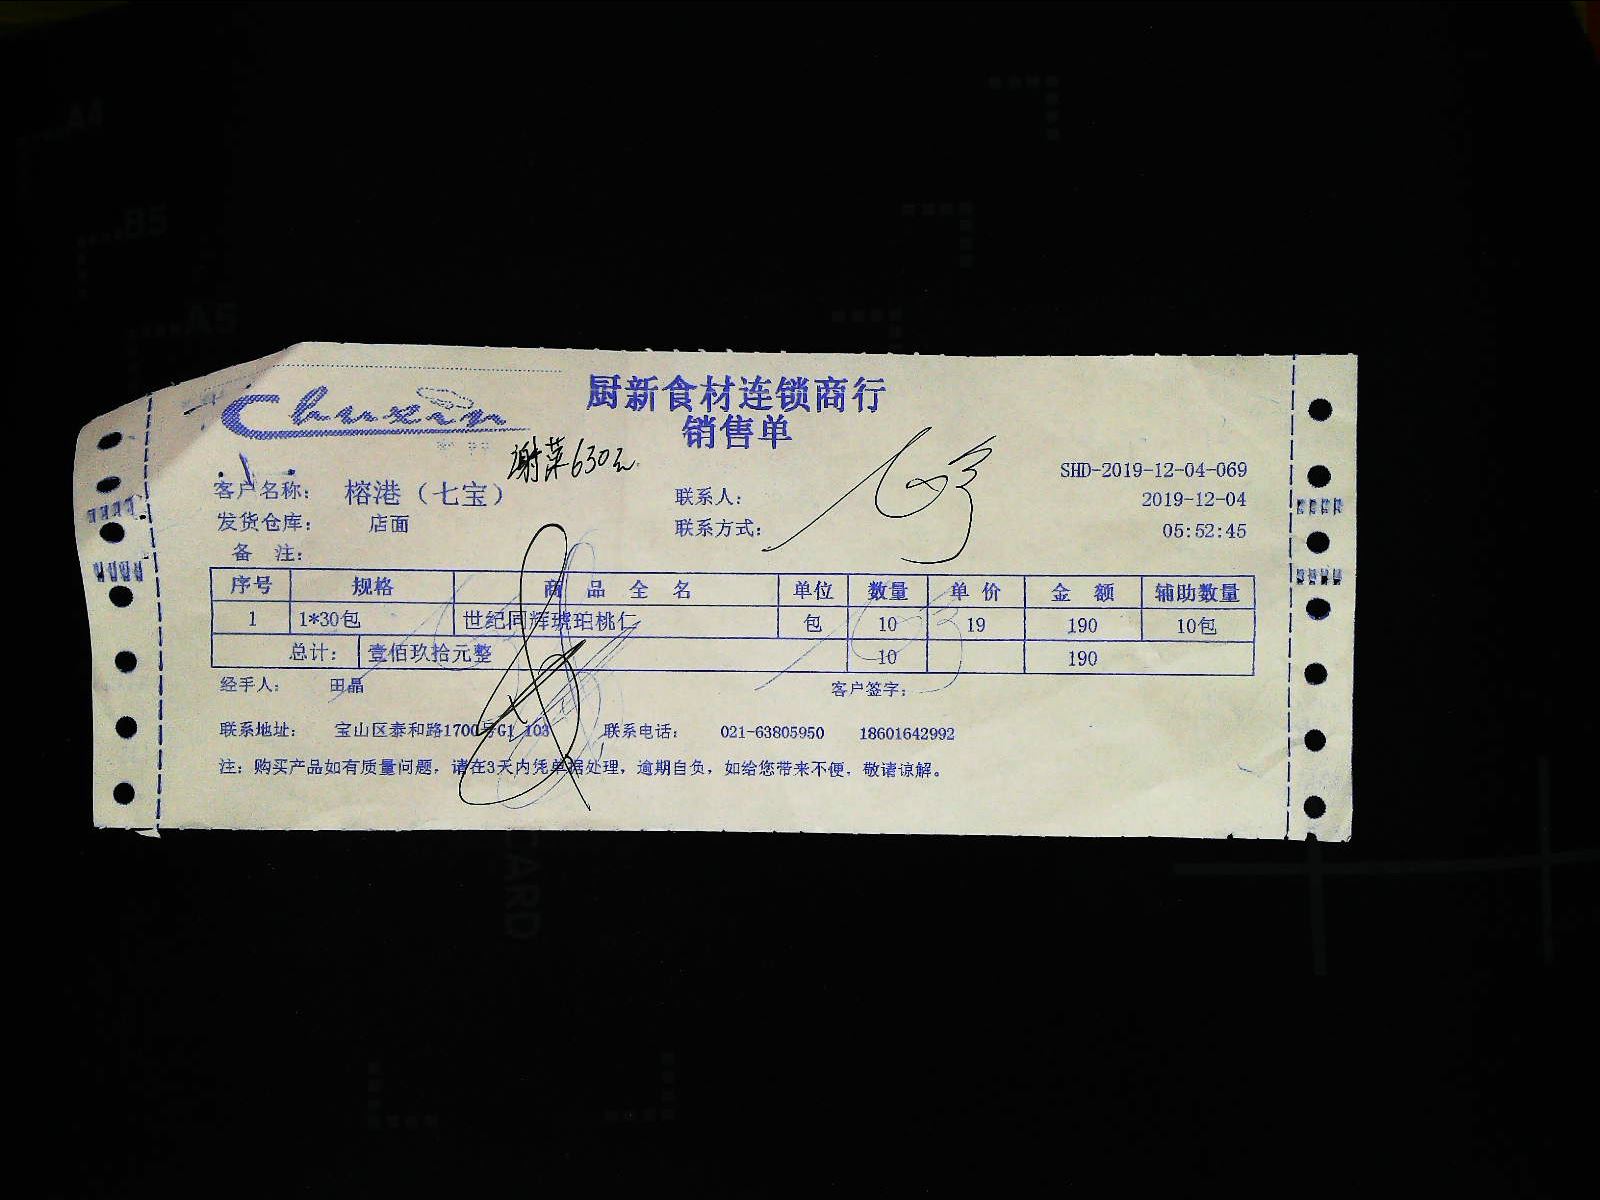 A4
B5
A5
Chuxin
厨新食材连锁商行
销售单
谢菜630元
SHD-2019-12-04-069
客户名称： 榕港（七宝） 联系人： 2019-12-04
发货仓库： 店面 联系方式： 05:52:45
备 注：
序号 规格 商 品 全 名 单位 数量 单 价 金 额 辅助数量
1 1*30包 世纪同辉琥珀桃仁 包 10 19 190 10包
总计： 壹佰玖拾元整 10 190
经手人： 田晶 客户签字：
联系地址： 宝山区泰和路1700号G1 103 联系电话： 021-63805950 18601642992
注：购买产品如有质量问题，请在3天内凭单据处理，逾期自负，如给您带来不便，敬请谅解。
CARD